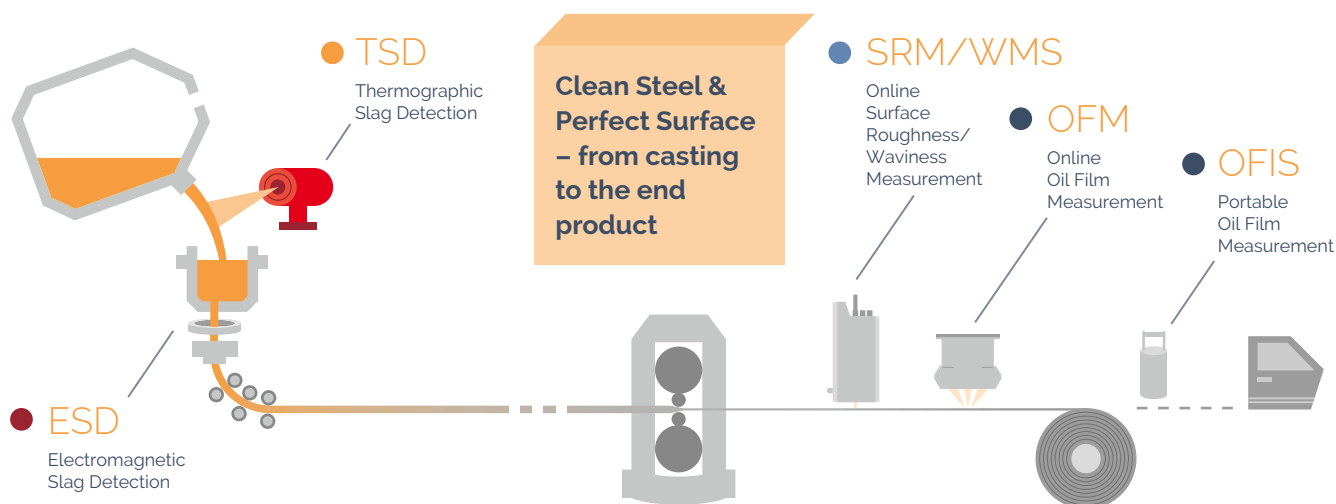 TSD
Thermographic
Slag Detection
Clean Steel &
Perfect Surface
– from casting
to the end
product
SRM/WMS
Online
Surface
Roughness/
Waviness
Measurement
OFM
Online
Oil Film
Measurement
OFIS
Portable
Oil Film
Measurement
ESD
Electromagnetic
Slag Detection